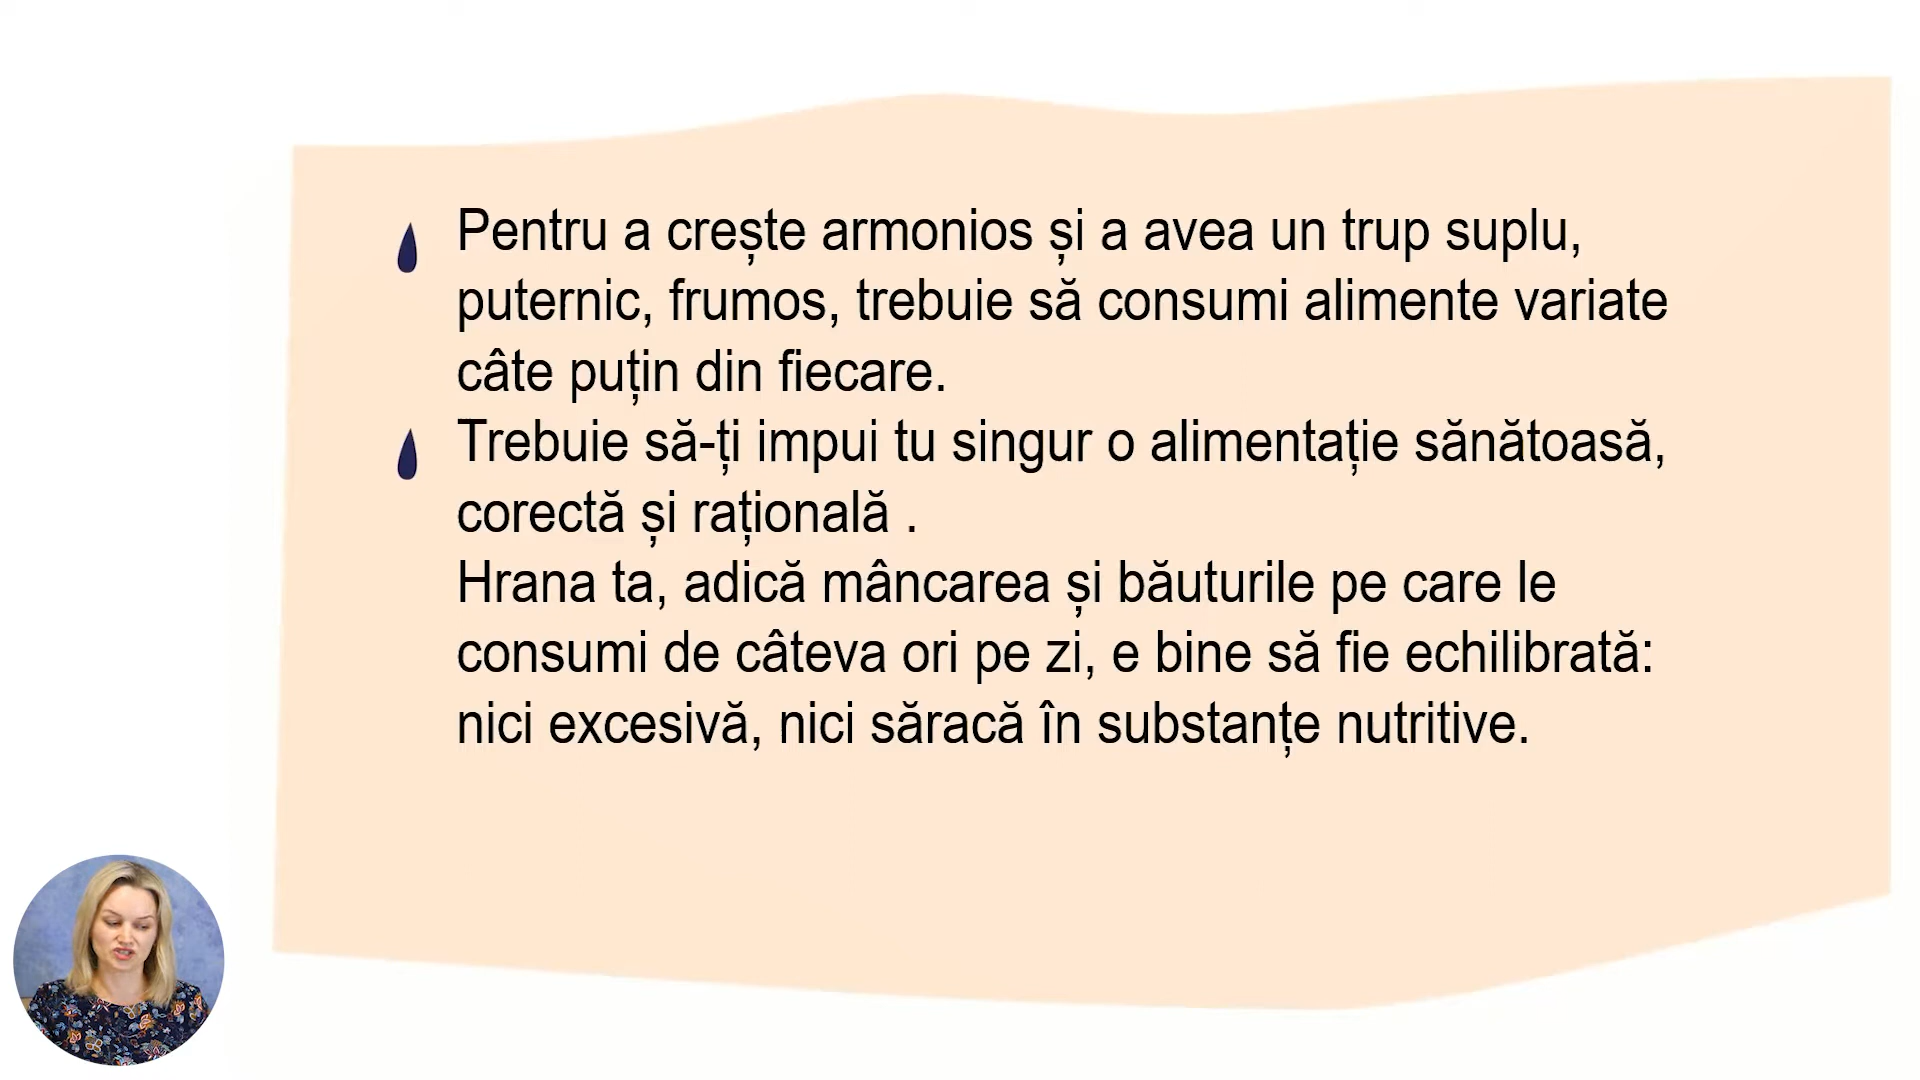 Pentru a crește armonios și a avea un trup suplu,
puternic, frumos, trebuie să consumi alimente variate
câte puțin din fiecare.
Trebuie să-ți impui tu singur o alimentație sănătoasă,
corectă și rațională .
Hrana ta, adică mâncarea și băuturile pe care le
consumi de câteva ori pe zi, e bine să fie echilibrată:
nici excesivă, nici săracă în substanțe nutritive.